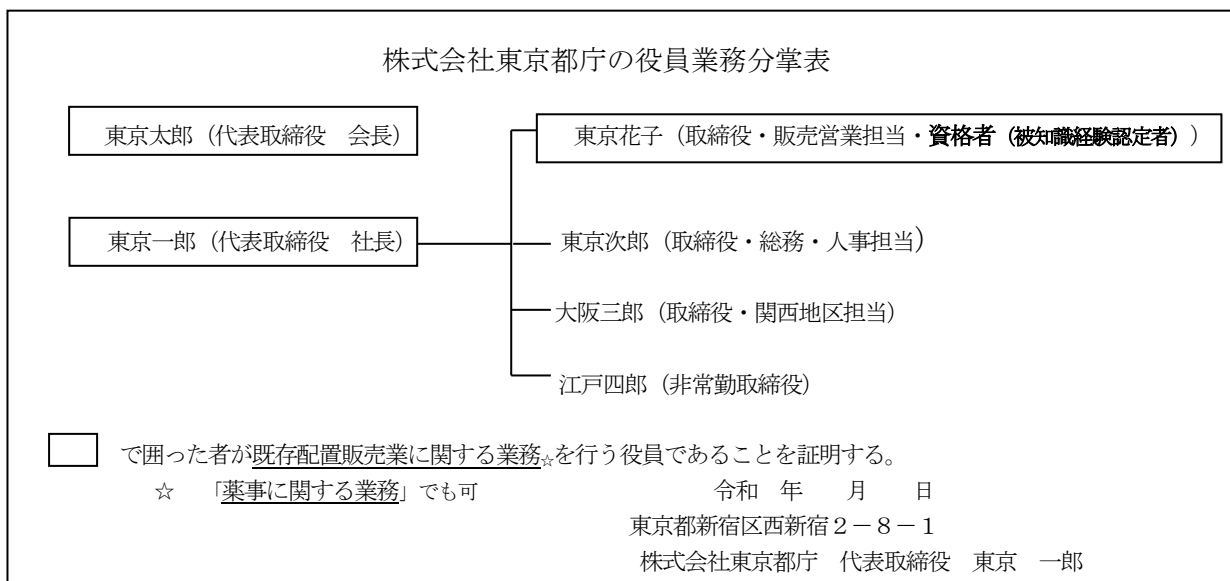 株式会社東京都庁の役員業務分掌表
東京太郎（代表取締役　会長）
東京花子（取締役・販売営業担当・資格者（被知識経験認定者））
東京一郎（代表取締役　社長）
東京次郎（取締役・総務・人事担当）
大阪三郎（取締役・関西地区担当）
江戸四郎（非常勤取締役）
で囲った者が既存配置販売業に関する業務☆を行う役員であることを証明する。
☆　「薬事に関する業務」でも可
令和　年　　月　　日
東京都新宿区西新宿２－８－１
株式会社東京都庁　代表取締役　東京　一郎